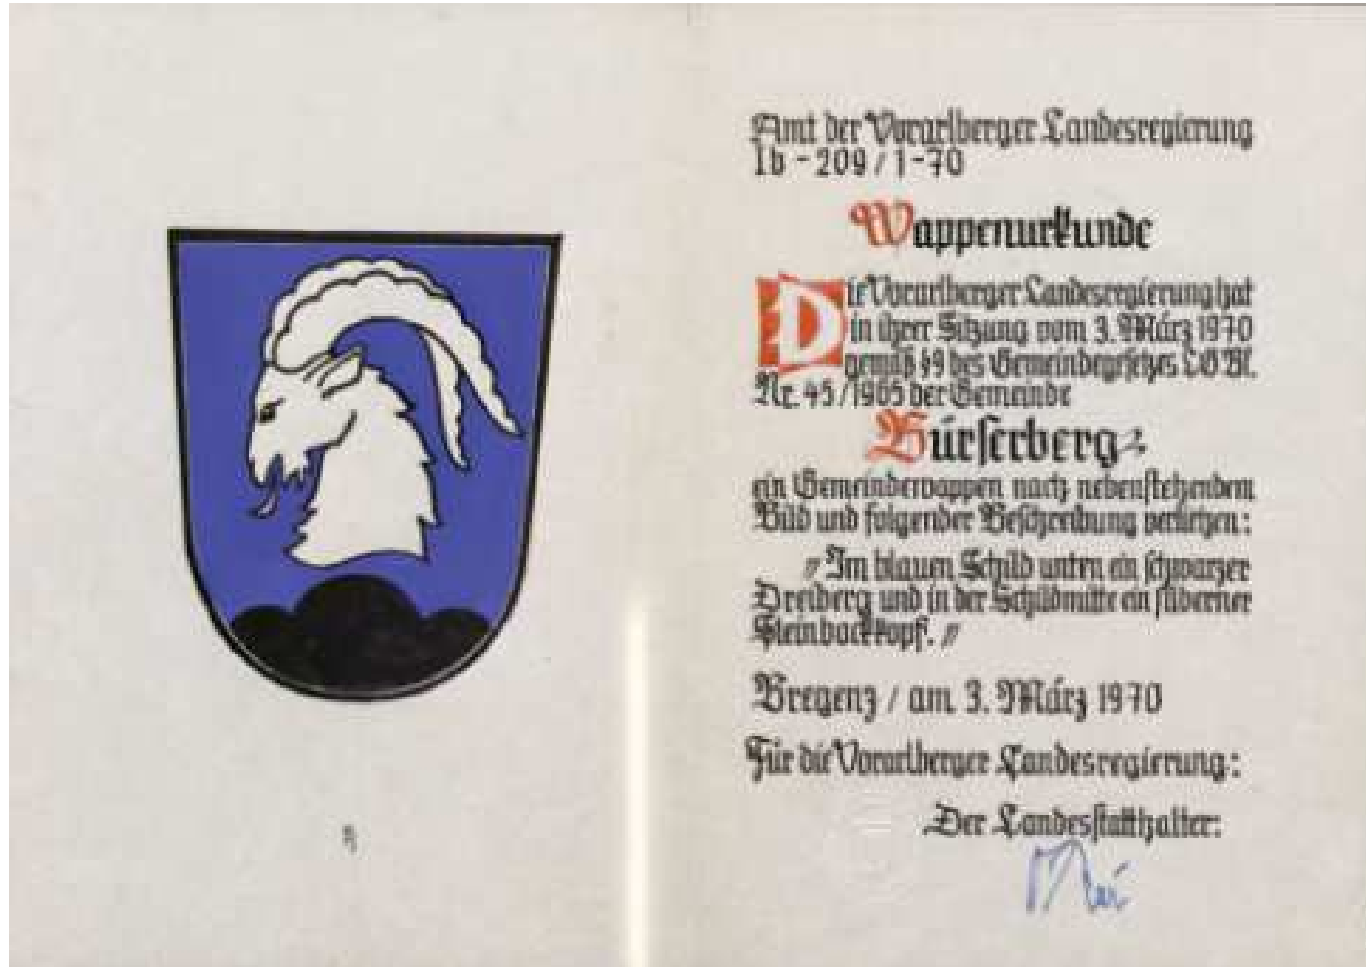 Amt der Vorarlberger Landesregierung
Ib - 209 / 1 - 70
Wappenurkunde
Die Vorarlberger Landesregierung hat
in ihrer Sitzung vom 3. März 1970
gemäß §9 des Gemeindegesetzes LGBl.
Nr. 45/1965 der Gemeinde
Bürserberg
ein Gemeindewappen nach nebenstehendem
Bild und folgender Beschreibung verliehen:
"Im blauen Schild unten ein schwarzer
Dreiberg und in der Schildmitte ein silberner
Steinbockkopf."
Bregenz / am 3. März 1970
Für die Vorarlberger Landesregierung:
Der Landesstatthalter: